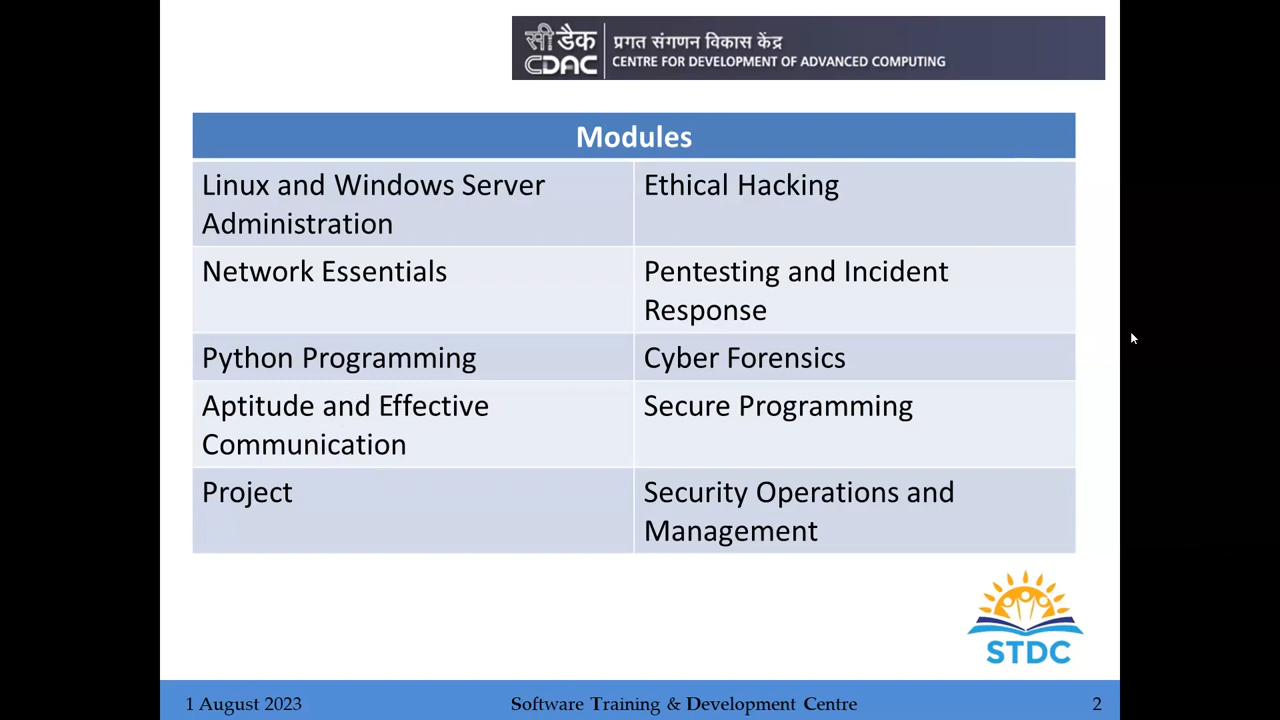 सी डैक
CDAC
प्रगत संगणन विकास केंद्र
CENTRE FOR DEVELOPMENT OF ADVANCED COMPUTING
Modules
Linux and Windows Server
Administration
Ethical Hacking
Network Essentials
Pentesting and Incident
Response
Python Programming
Cyber Forensics
Aptitude and Effective
Communication
Secure Programming
Project
Security Operations and
Management
STDC
1 August 2023
Software Training & Development Centre
2